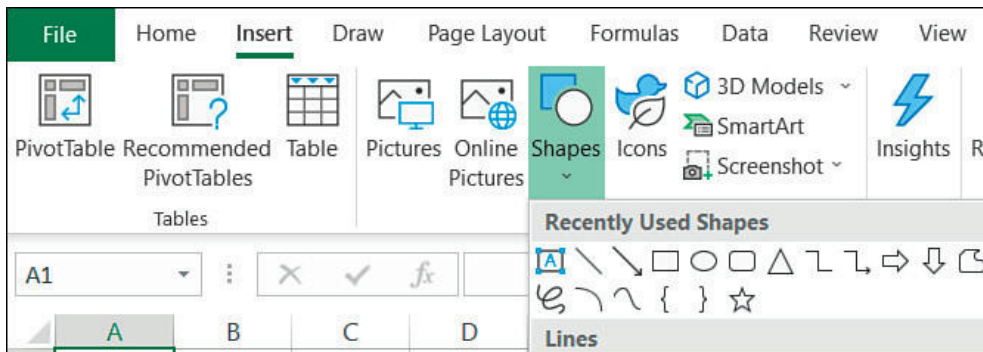 File Home Insert Draw Page Layout Formulas Data Review View
PivotTable Recommended PivotTables Table Pictures Online Pictures Shapes Icons 3D Models SmartArt Screenshot Insights R
Tables
Recently Used Shapes
A
A1 fx
A B C D
Lines